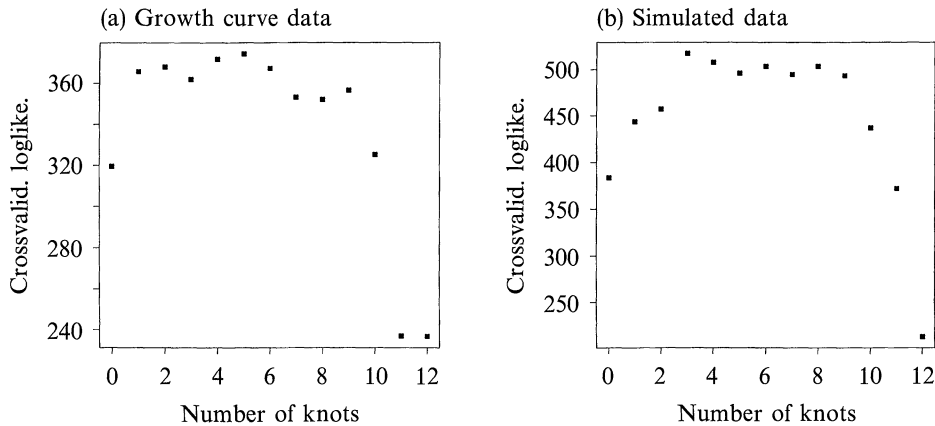 (a) Growth curve data
360
320
280
240
Crossvalid. loglike.
0 2 4 6 8 10 12
Number of knots
(b) Simulated data
500
450
400
350
300
250
Crossvalid. loglike.
0 2 4 6 8 10 12
Number of knots